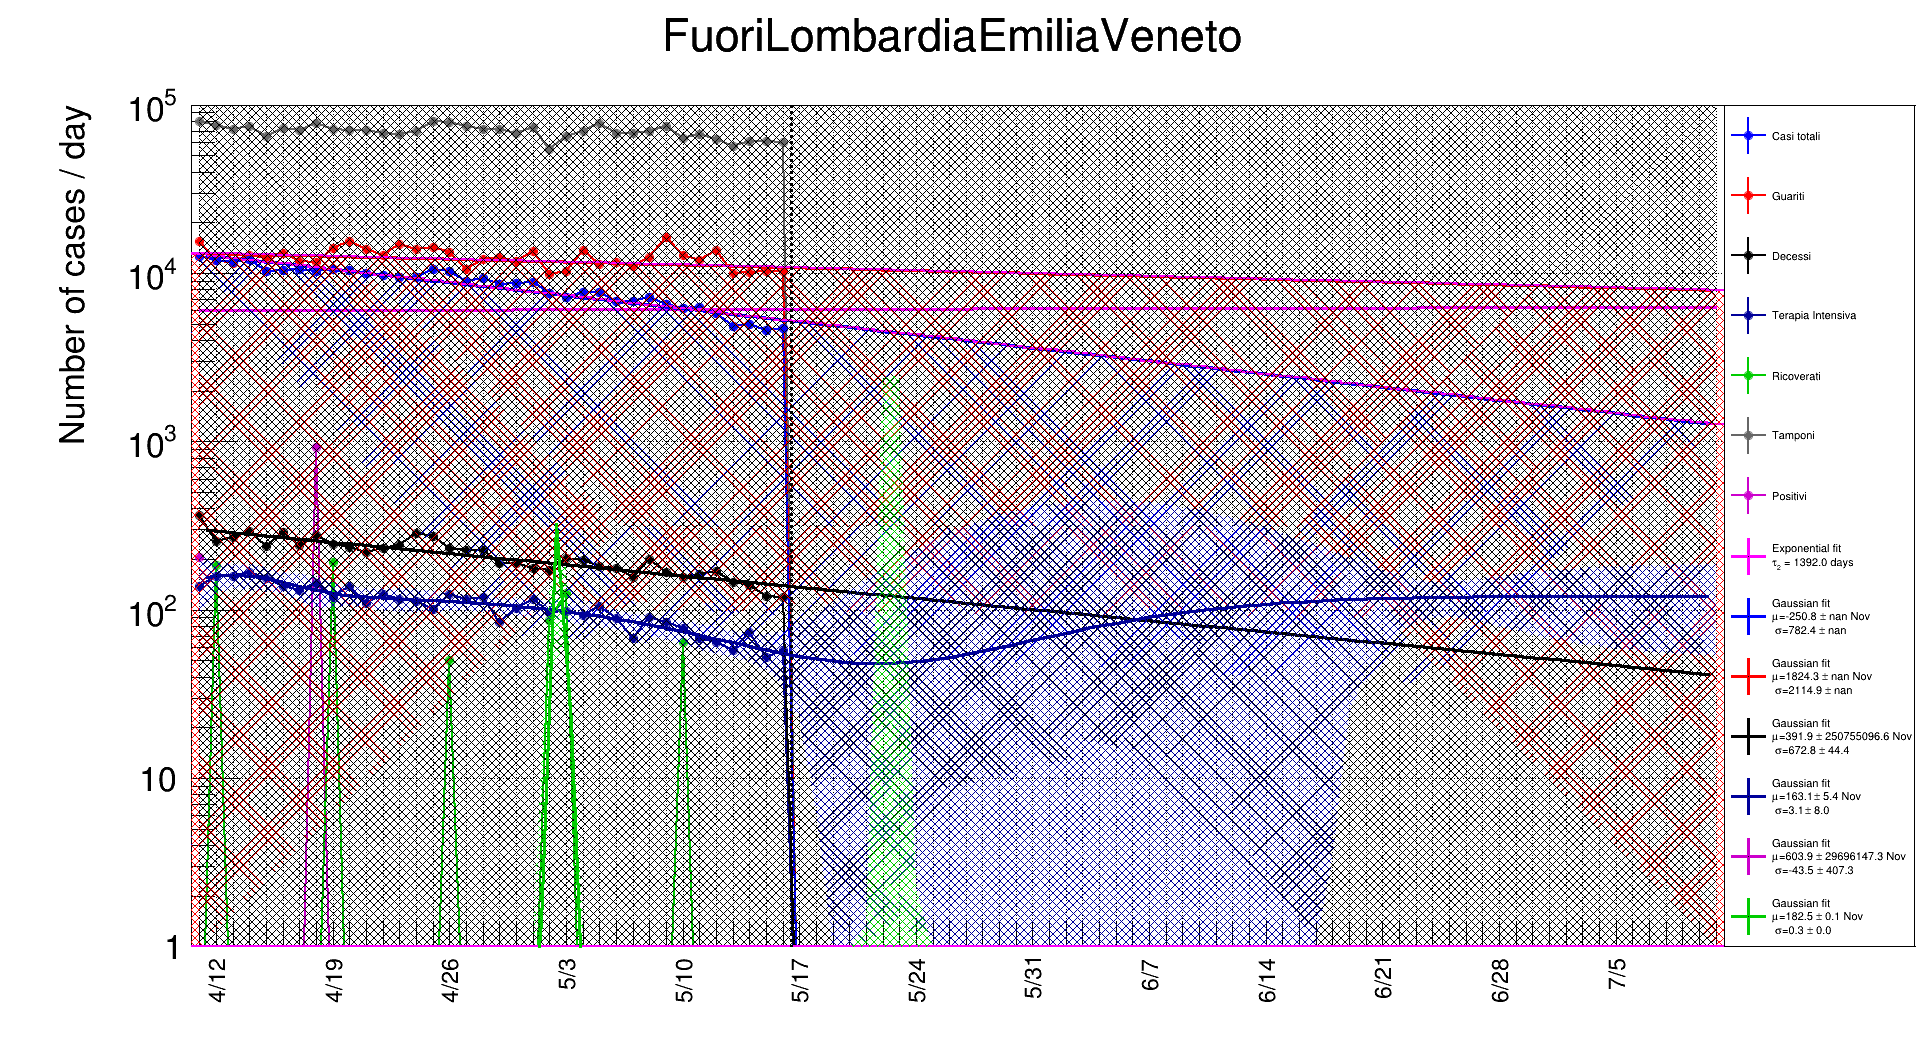 FuoriLombardiaEmiliaVeneto
Number of cases / day
10^5
10^4
10^3
10^2
10
1
4/12
4/19
4/26
5/3
5/10
5/17
5/24
5/31
6/7
6/14
6/21
6/28
7/5
Casi totali
Guariti
Decessi
Terapia Intensiva
Ricoverati
Tamponi
Positivi
Exponential fit
τ₂ = 1392.0 days
Gaussian fit
μ=-250.8 ± nan Nov
σ=782.4 ± nan
Gaussian fit
μ=1824.3 ± nan Nov
σ=2114.9 ± nan
Gaussian fit
μ=391.9 ± 250755096.6 Nov
σ=672.8 ± 44.4
Gaussian fit
μ=163.1 ± 5.4 Nov
σ=3.1 ± 8.0
Gaussian fit
μ=603.9 ± 29696147.3 Nov
σ=-43.5 ± 407.3
Gaussian fit
μ=182.5 ± 0.1 Nov
σ=0.3 ± 0.0